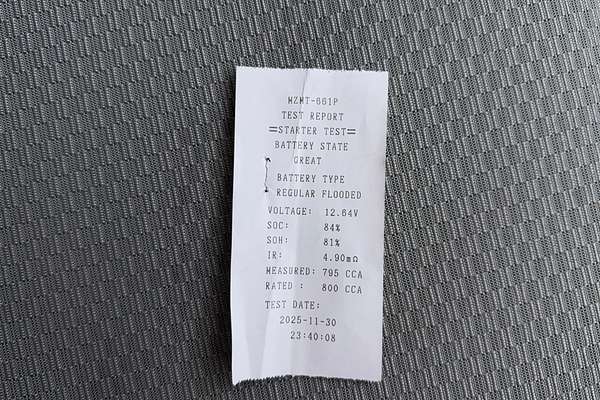 MZMT-661P
TEST REPORT
=STARTER TEST=
BATTERY STATE
GREAT
BATTERY TYPE
REGULAR FLOODED
VOLTAGE: 12.64V
SOC: 84%
SOH: 81%
IR: 4.90mΩ
MEASURED: 795 CCA
RATED : 800 CCA
TEST DATE:
2025-11-30
23:40:08